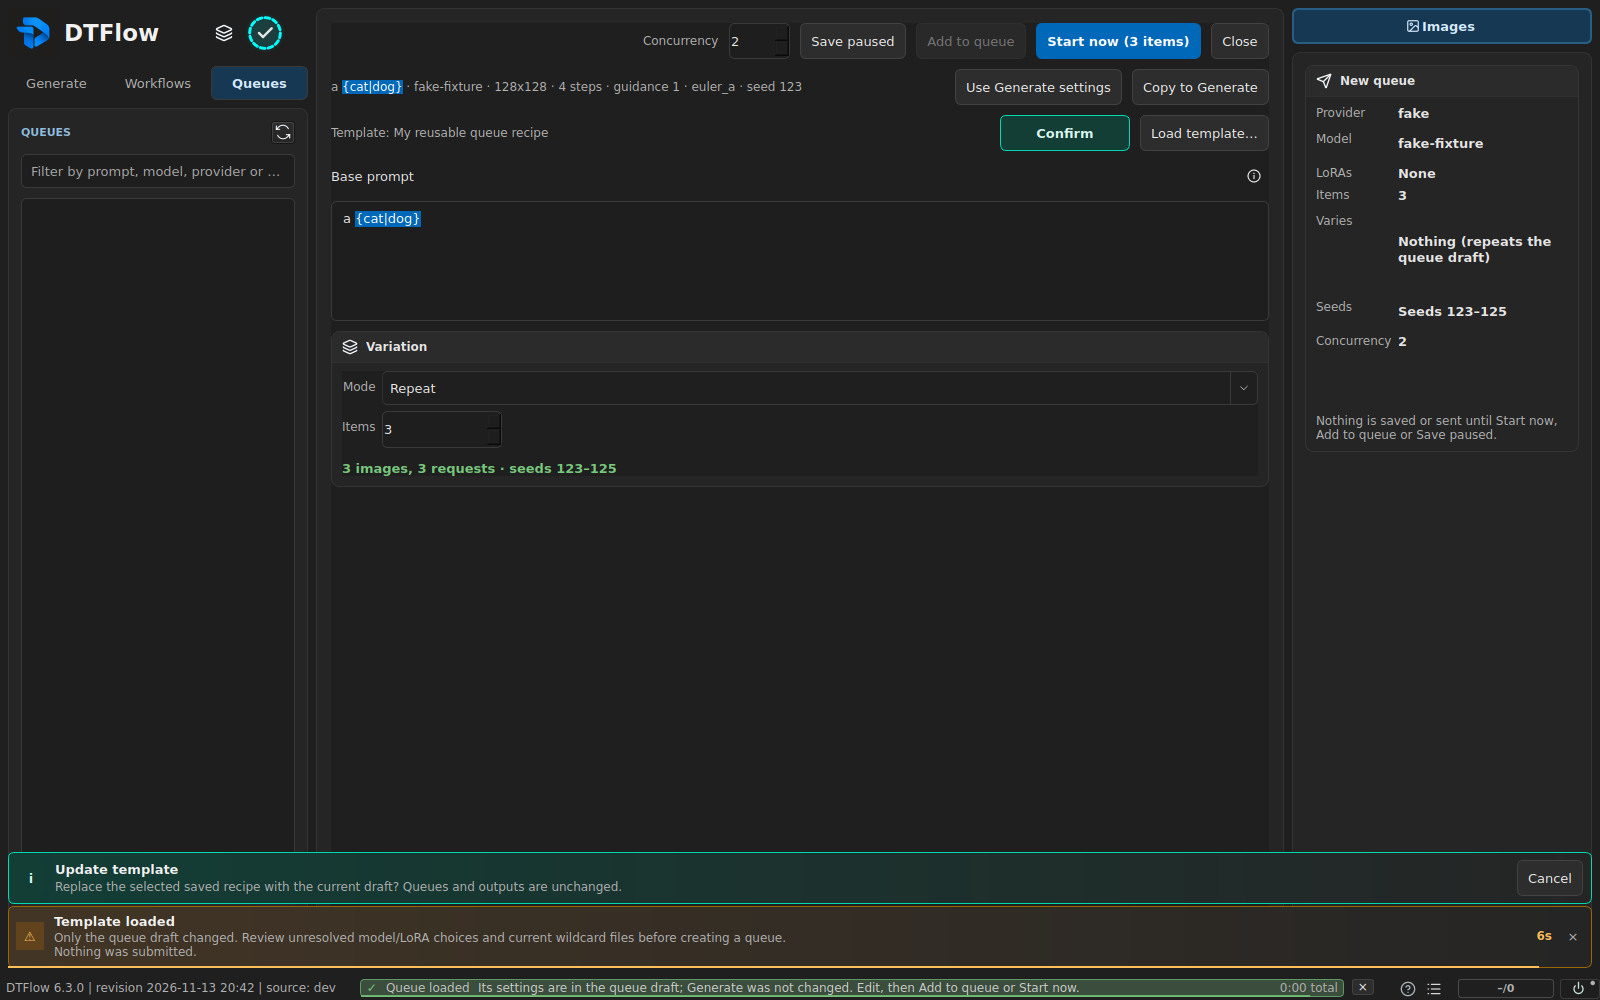 DTFlow
Generate
Workflows
Queues
QUEUES
Filter by prompt, model, provider or ...
Concurrency
2
Save paused
Add to queue
Start now (3 items)
Close
a {cat|dog} · fake-fixture · 128x128 · 4 steps · guidance 1 · euler_a · seed 123
Use Generate settings
Copy to Generate
Template: My reusable queue recipe
Confirm
Load template...
Base prompt
a {cat|dog}
Variation
Mode
Repeat
Items
3
3 images, 3 requests · seeds 123–125
Images
New queue
Provider
fake
Model
fake-fixture
LoRAs
None
Items
3
Varies
Nothing (repeats the
queue draft)
Seeds
Seeds 123–125
Concurrency
2
Nothing is saved or sent until Start now,
Add to queue or Save paused.
i
Update template
Replace the selected saved recipe with the current draft? Queues and outputs are unchanged.
Cancel
Template loaded
Only the queue draft changed. Review unresolved model/LoRA choices and current wildcard files before creating a queue.
Nothing was submitted.
6s
DTFlow 6.3.0 | revision 2026-11-13 20:42 | source: dev
✓ Queue loaded Its settings are in the queue draft; Generate was not changed. Edit, then Add to queue or Start now.
0:00 total
–/0